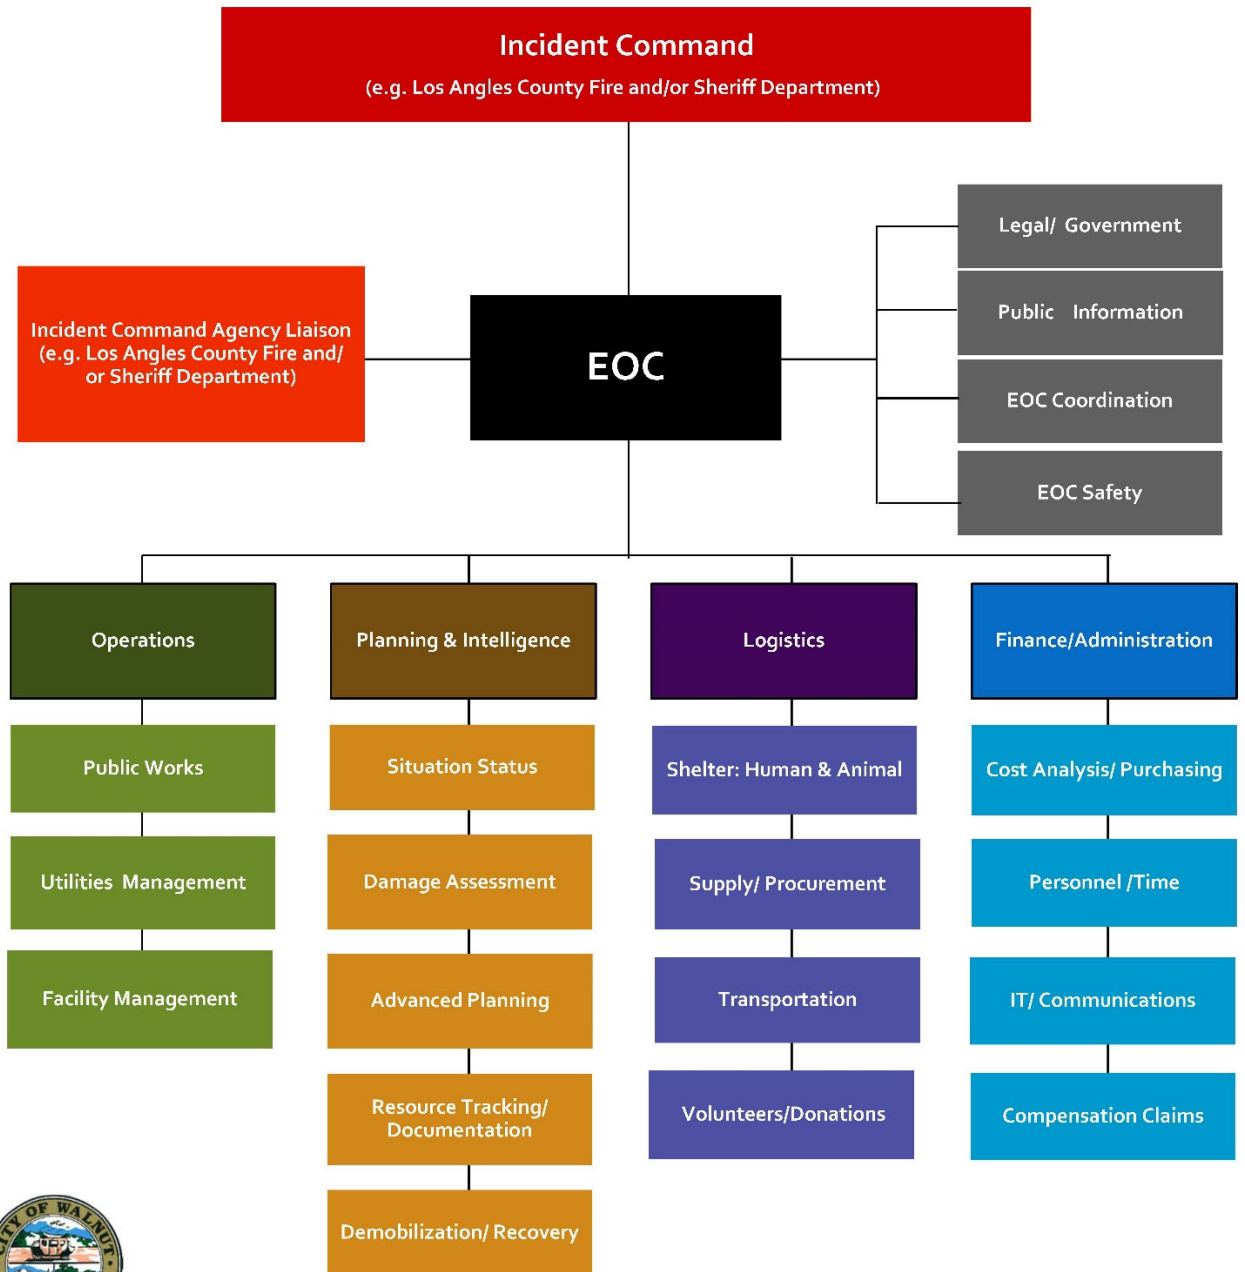 Incident Command
(e.g. Los Angles County Fire and/or Sheriff Department)
Legal/ Government
Public Information
EOC Coordination
EOC Safety
Incident Command Agency Liaison
(e.g. Los Angles County Fire and/
or Sheriff Department)
EOC
Operations
Planning & Intelligence
Logistics
Finance/Administration
Public Works
Situation Status
Shelter: Human & Animal
Cost Analysis/ Purchasing
Utilities Management
Damage Assessment
Supply/ Procurement
Personnel /Time
Facility Management
Advanced Planning
Transportation
IT/ Communications
Resource Tracking/
Documentation
Volunteers/Donations
Compensation Claims
Demobilization/ Recovery
CITY OF WALNUT